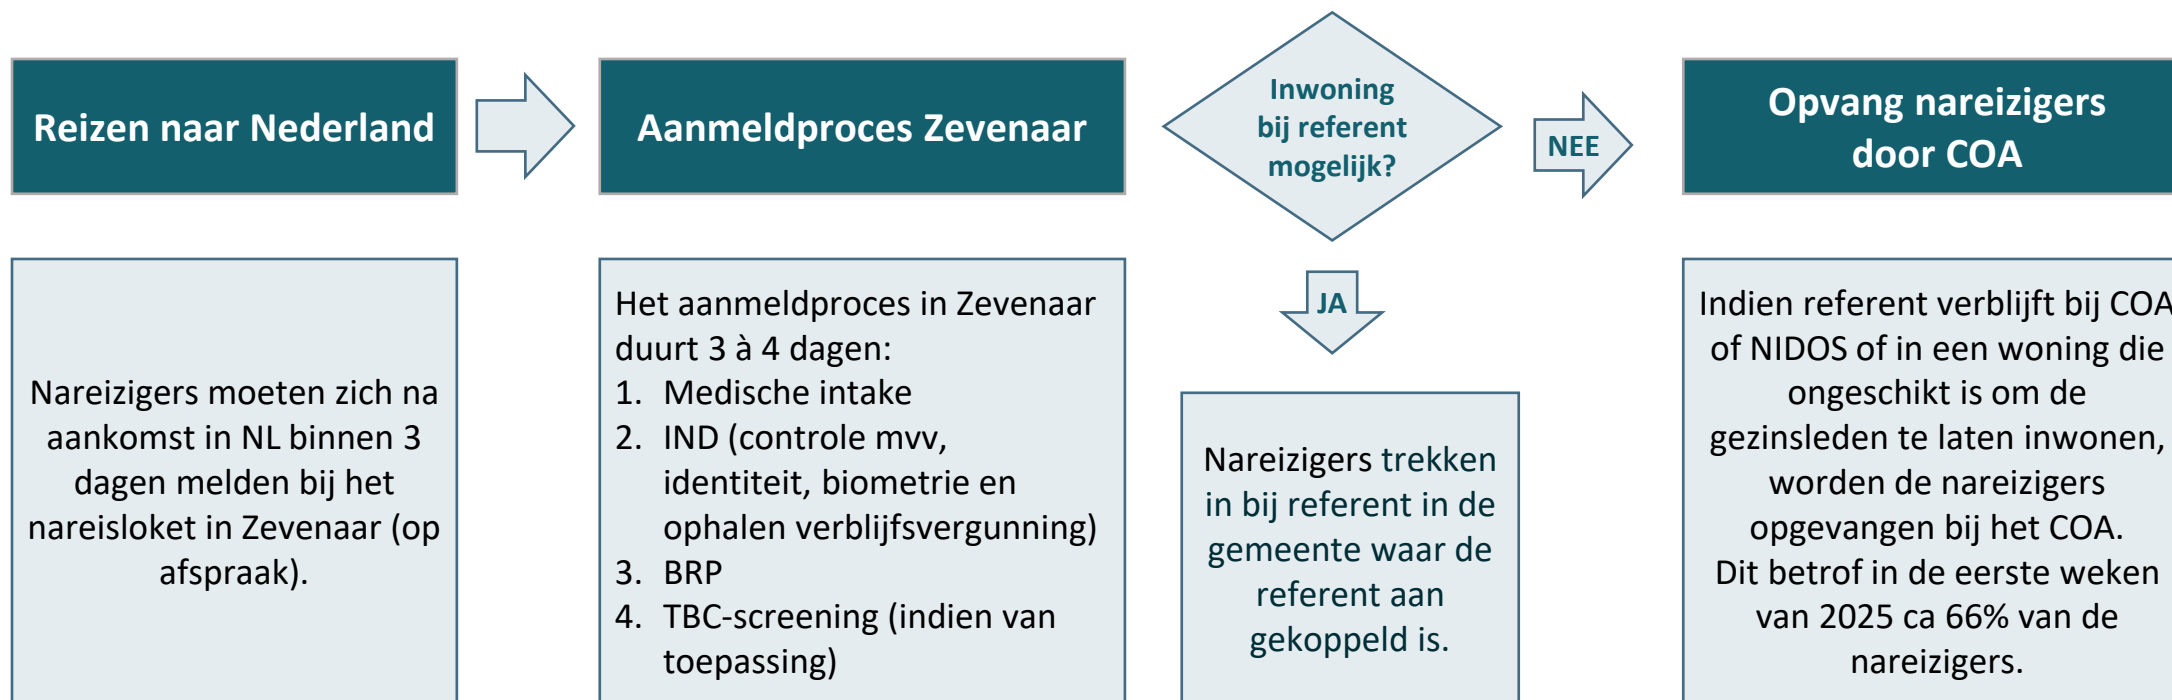 Reizen naar Nederland
Nareizigers moeten zich na
aankomst in NL binnen 3
dagen melden bij het
nareisloket in Zevenaar (op
afspraak).
Aanmeldproces Zevenaar
Het aanmeldproces in Zevenaar
duurt 3 à 4 dagen:
1. Medische intake
2. IND (controle mvv,
identiteit, biometrie en
ophalen verblijfsvergunning)
3. BRP
4. TBC-screening (indien van
toepassing)
Inwoning
bij referent
mogelijk?
JA
Nareizigers trekken
in bij referent in de
gemeente waar de
referent aan
gekoppeld is.
NEE
Opvang nareizigers
door COA
Indien referent verblijft bij COA
of NIDOS of in een woning die
ongeschikt is om de
gezinsleden te laten inwonen,
worden de nareizigers
opgevangen bij het COA.
Dit betrof in de eerste weken
van 2025 ca 66% van de
nareizigers.